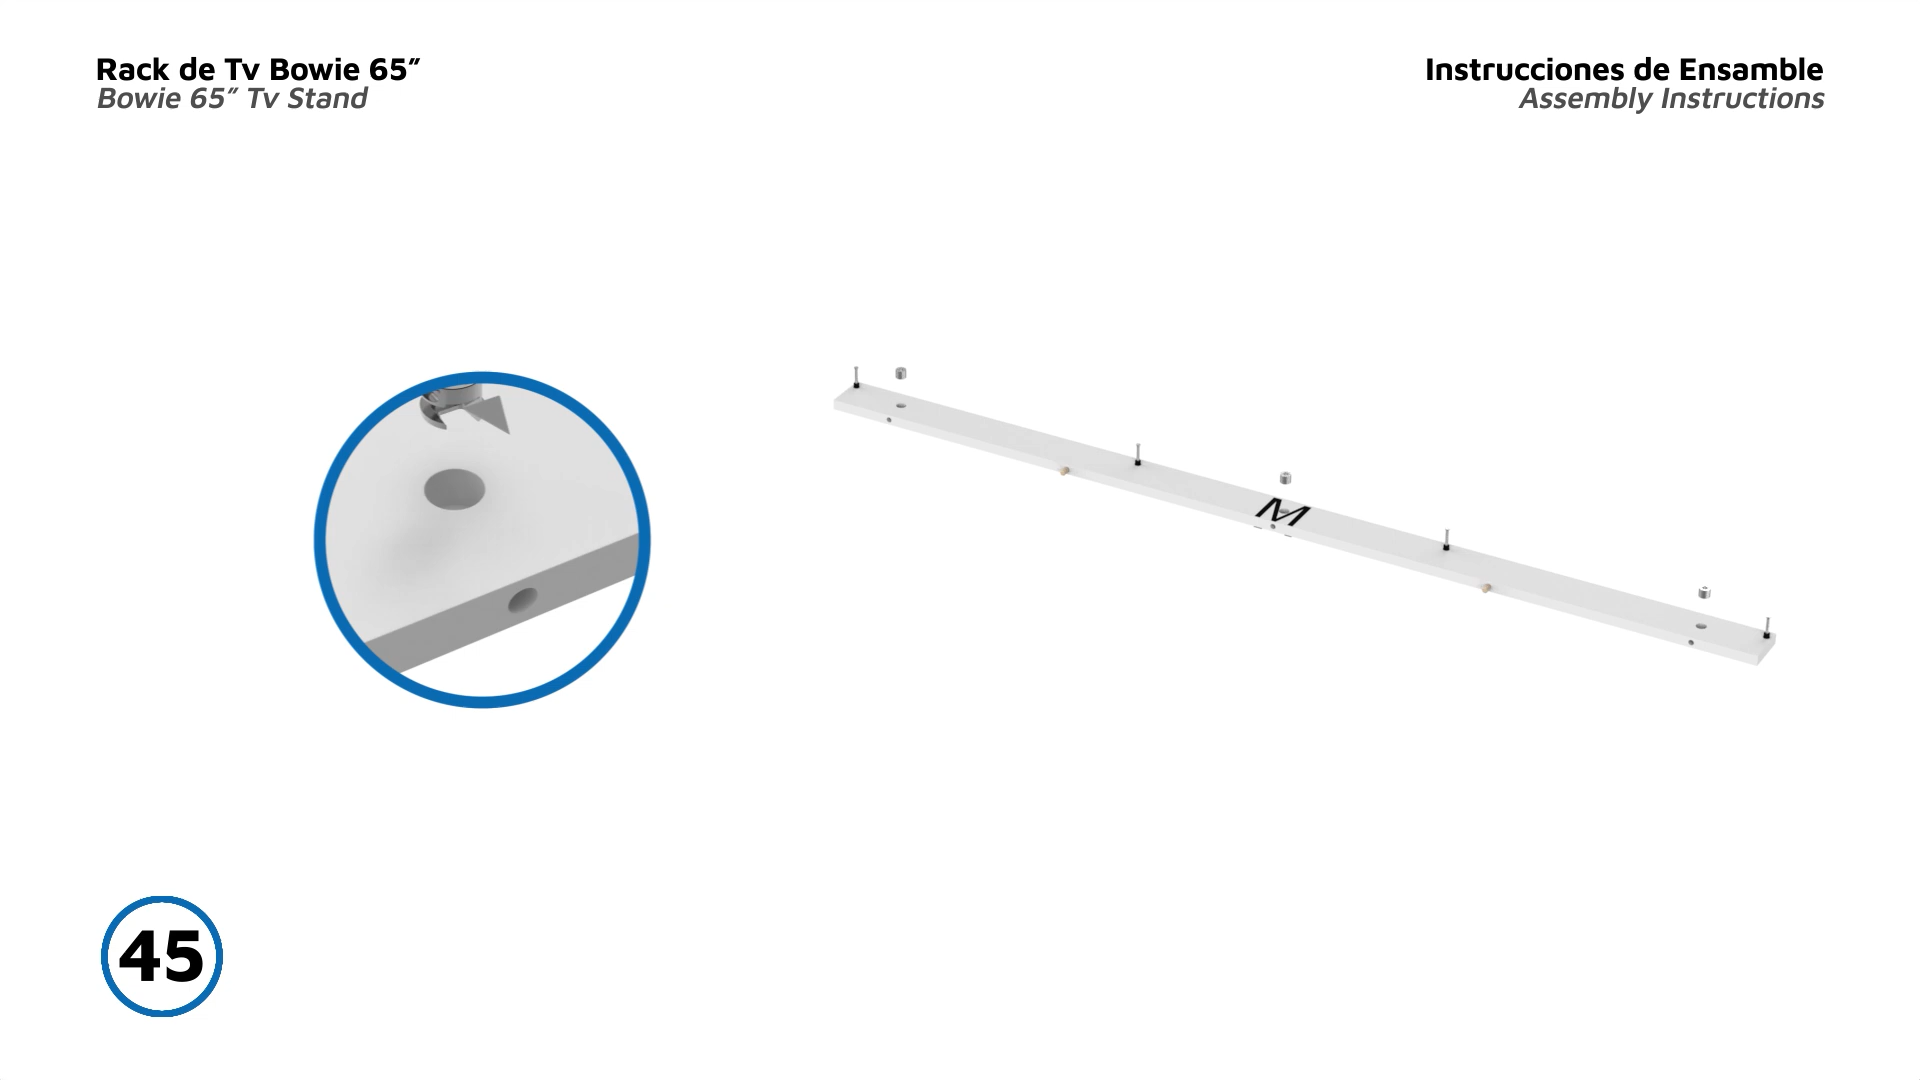 Rack de Tv Bowie 65″
Bowie 65″ Tv Stand
Instrucciones de Ensamble
Assembly Instructions
M
45